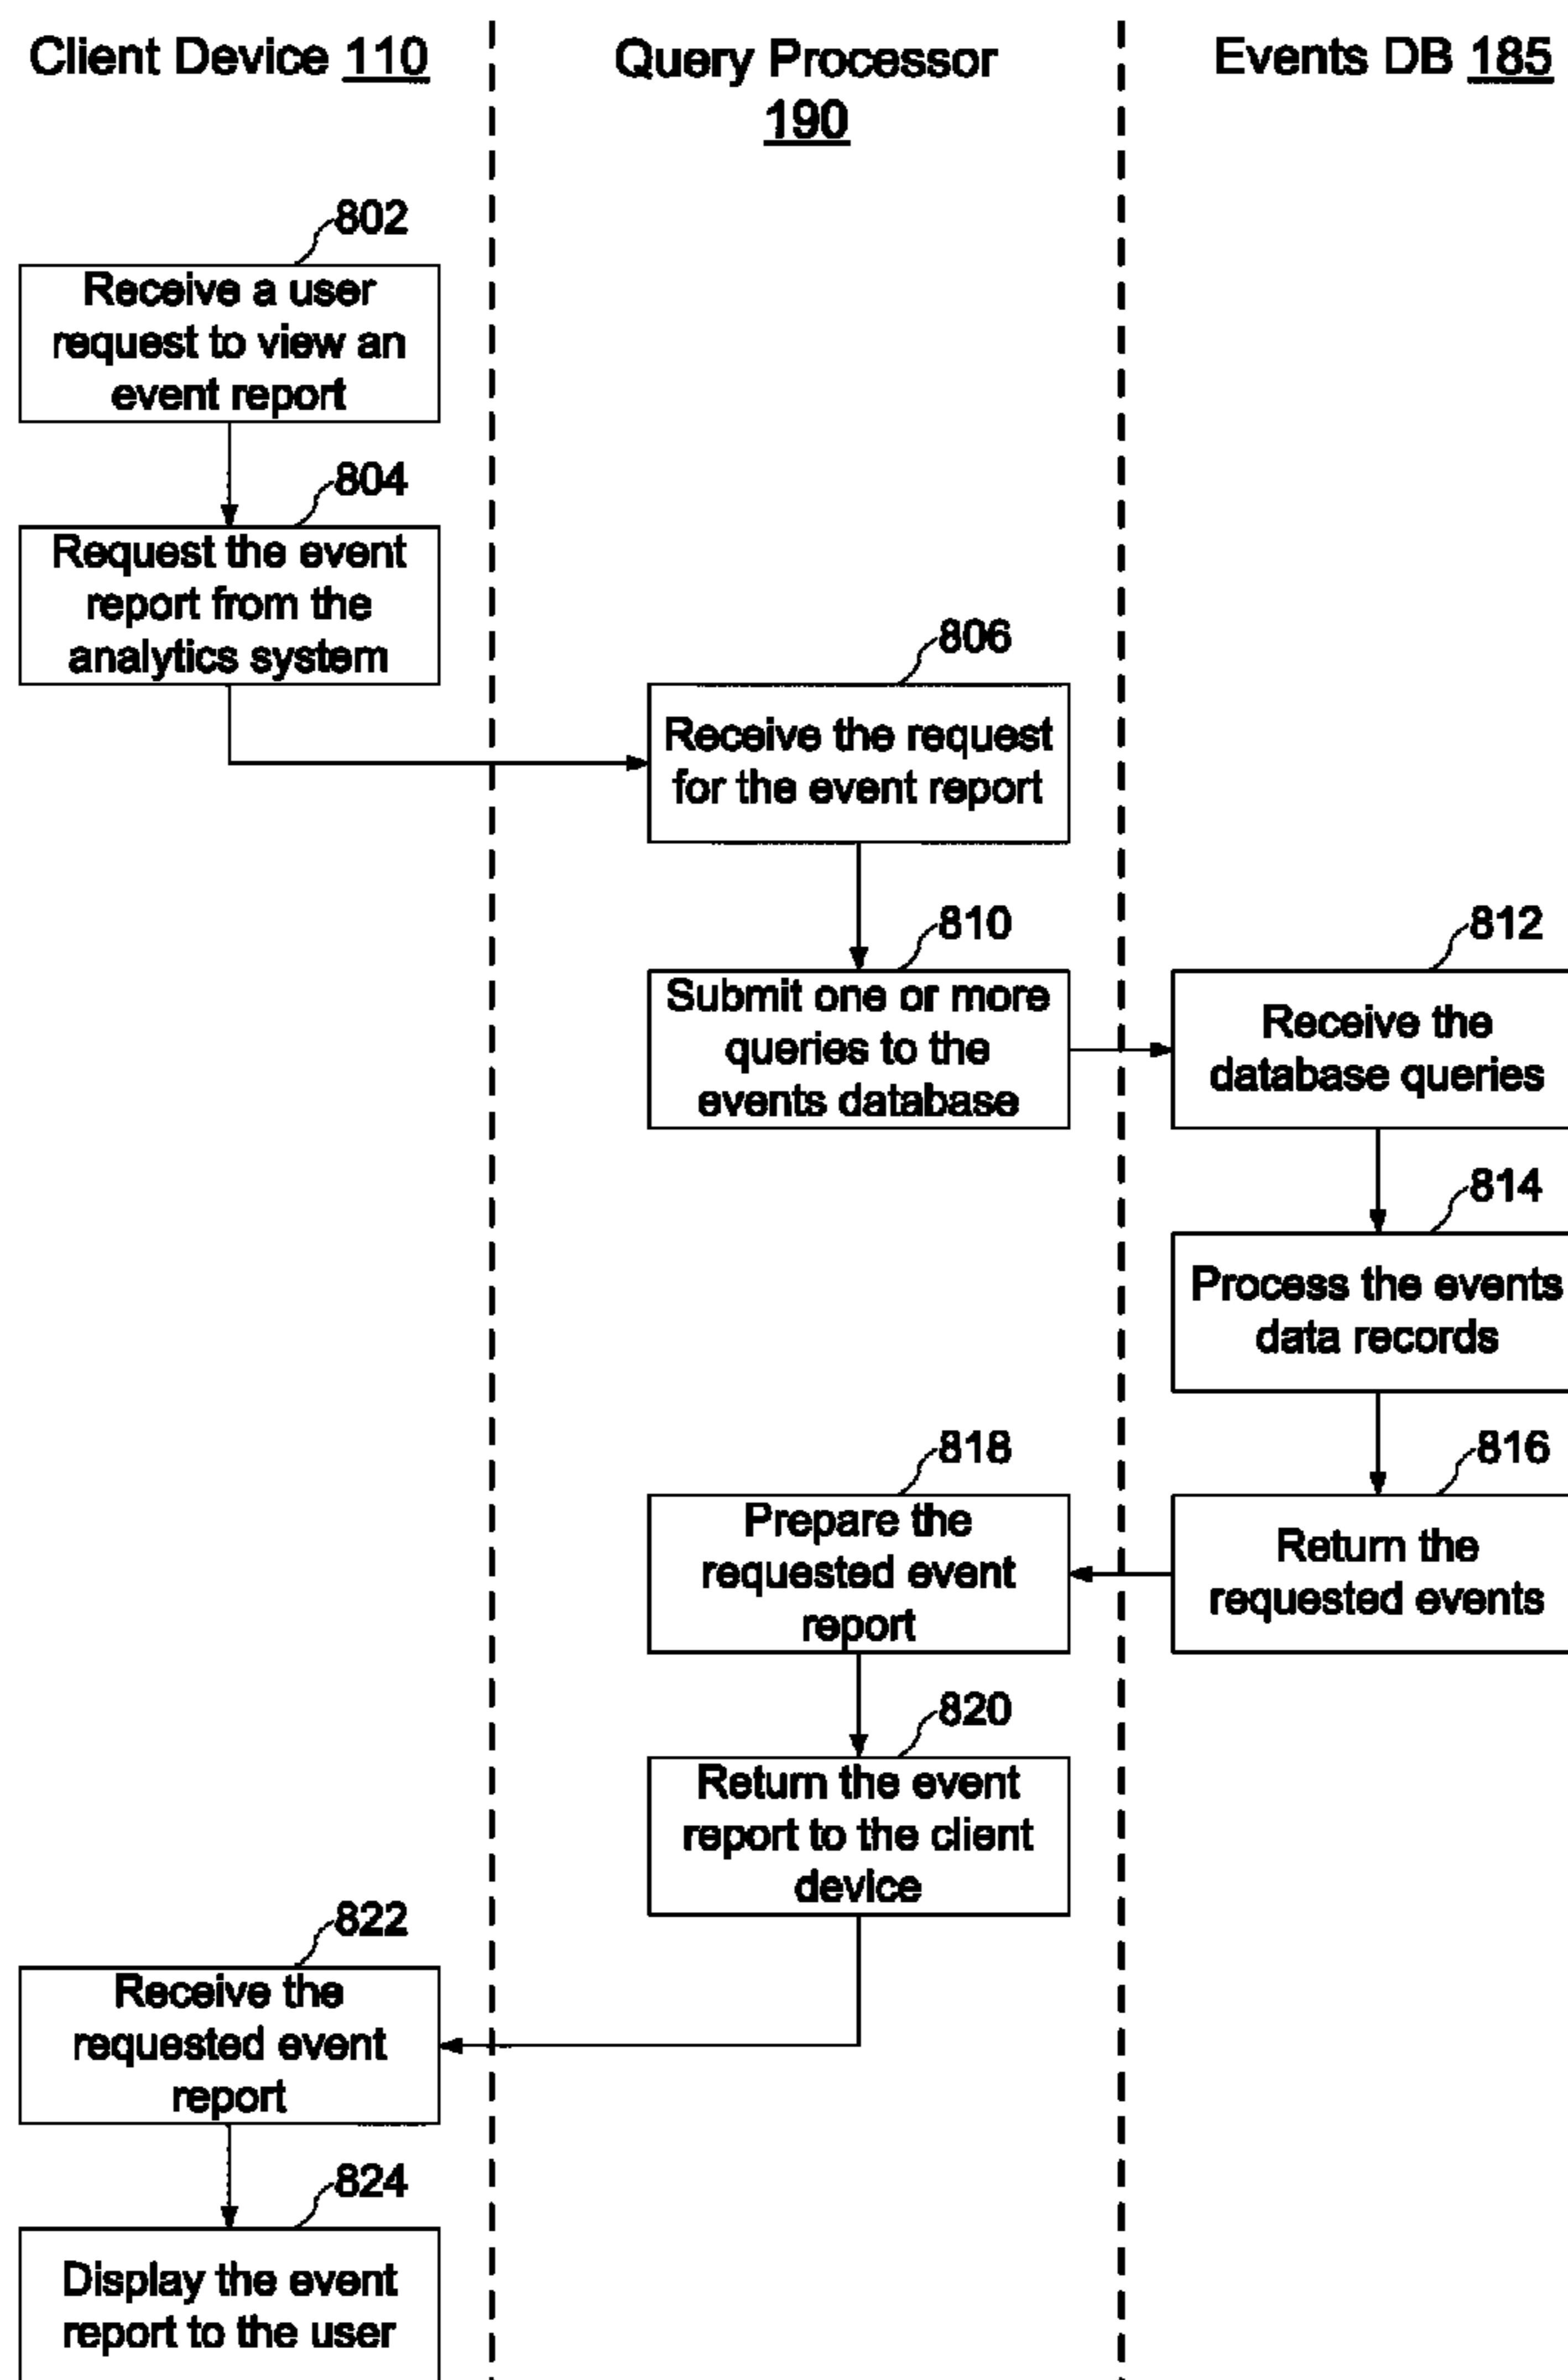 Client Device 110
Query Processor
190
Events DB 185
802
Receive a user
request to view an
event report
804
Request the event
report from the
analytics system
806
Receive the request
for the event report
810
Submit one or more
queries to the
events database
812
Receive the
database queries
814
Process the events
data records
816
Return the
requested events
818
Prepare the
requested event
report
820
Return the event
report to the client
device
822
Receive the
requested event
report
824
Display the event
report to the user